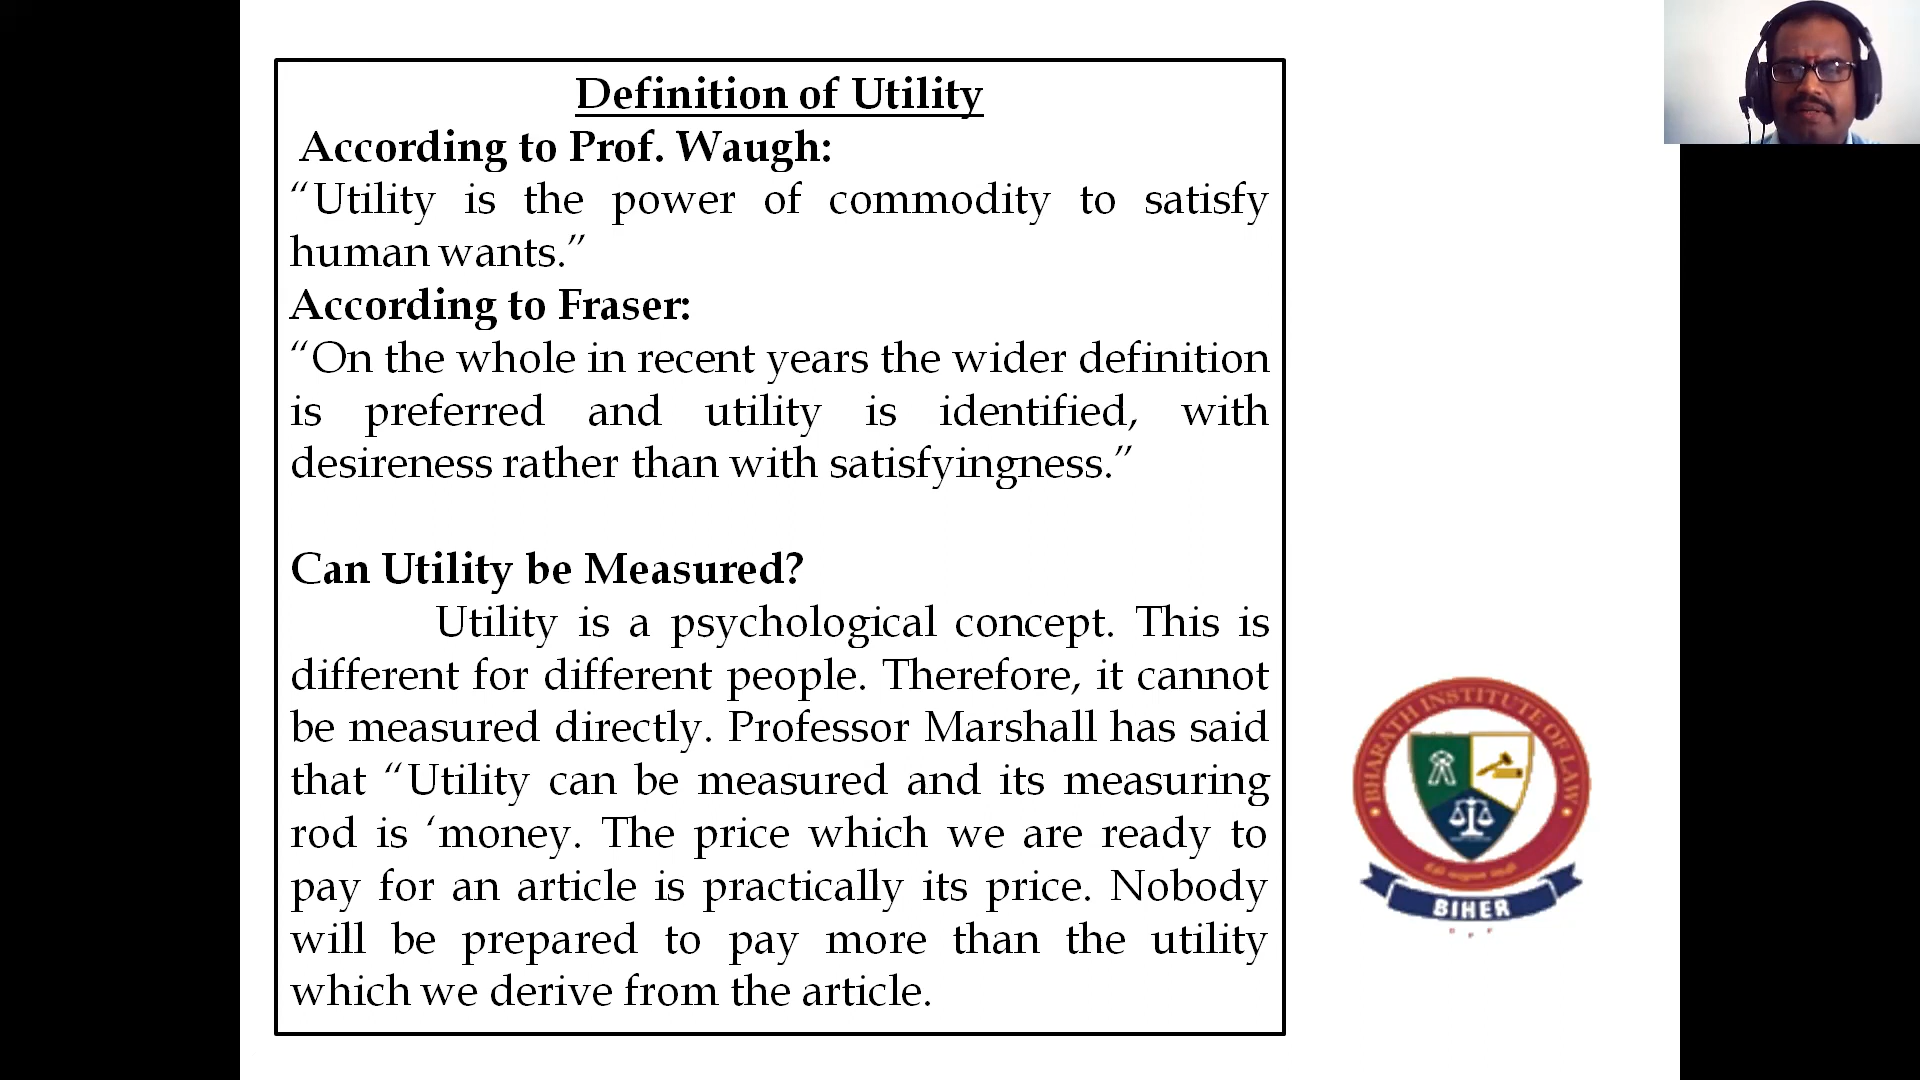 Definition of Utility
According to Prof. Waugh:
“Utility is the power of commodity to satisfy
human wants.”
According to Fraser:
“On the whole in recent years the wider definition
is preferred and utility is identified, with
desireness rather than with satisfyingness.”
Can Utility be Measured?
Utility is a psychological concept. This is
different for different people. Therefore, it cannot
be measured directly. Professor Marshall has said
that “Utility can be measured and its measuring
rod is ‘money. The price which we are ready to
pay for an article is practically its price. Nobody
will be prepared to pay more than the utility
which we derive from the article.
BHARATH INSTITUTE OF LAW
BIHER